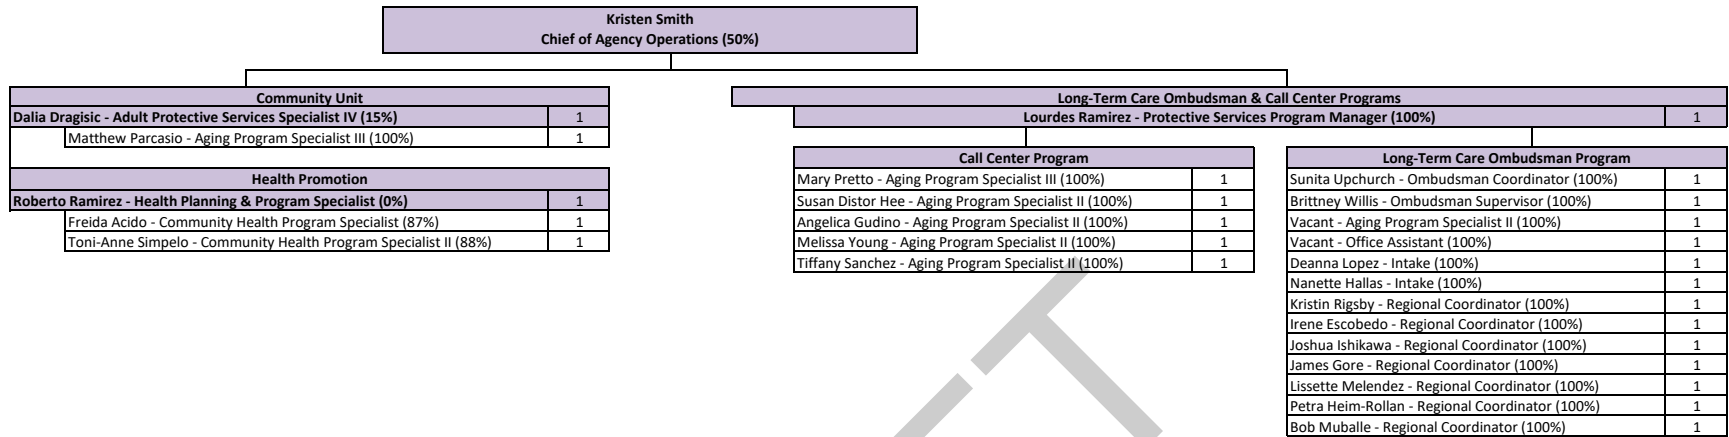 Kristen Smith
Chief of Agency Operations (50%)
Community Unit
Dalia Dragisic - Adult Protective Services Specialist IV (15%) 1
Matthew Parcasio - Aging Program Specialist III (100%) 1
Health Promotion
Roberto Ramirez - Health Planning & Program Specialist (0%) 1
Freida Acido - Community Health Program Specialist (87%) 1
Toni-Anne Simpelo - Community Health Program Specialist II (88%) 1
Long-Term Care Ombudsman & Call Center Programs
Lourdes Ramirez - Protective Services Program Manager (100%) 1
Call Center Program
Mary Pretto - Aging Program Specialist III (100%) 1
Susan Distor Hee - Aging Program Specialist II (100%) 1
Angelica Gudino - Aging Program Specialist II (100%) 1
Melissa Young - Aging Program Specialist II (100%) 1
Tiffany Sanchez - Aging Program Specialist II (100%) 1
Long-Term Care Ombudsman Program
Sunita Upchurch - Ombudsman Coordinator (100%) 1
Brittney Willis - Ombudsman Supervisor (100%) 1
Vacant - Aging Program Specialist II (100%) 1
Vacant - Office Assistant (100%) 1
Deanna Lopez - Intake (100%) 1
Nanette Hallas - Intake (100%) 1
Kristin Rigsby - Regional Coordinator (100%) 1
Irene Escobedo - Regional Coordinator (100%) 1
Joshua Ishikawa - Regional Coordinator (100%) 1
James Gore - Regional Coordinator (100%) 1
Lissette Melendez - Regional Coordinator (100%) 1
Petra Heim-Rollan - Regional Coordinator (100%) 1
Bob Muballe - Regional Coordinator (100%) 1